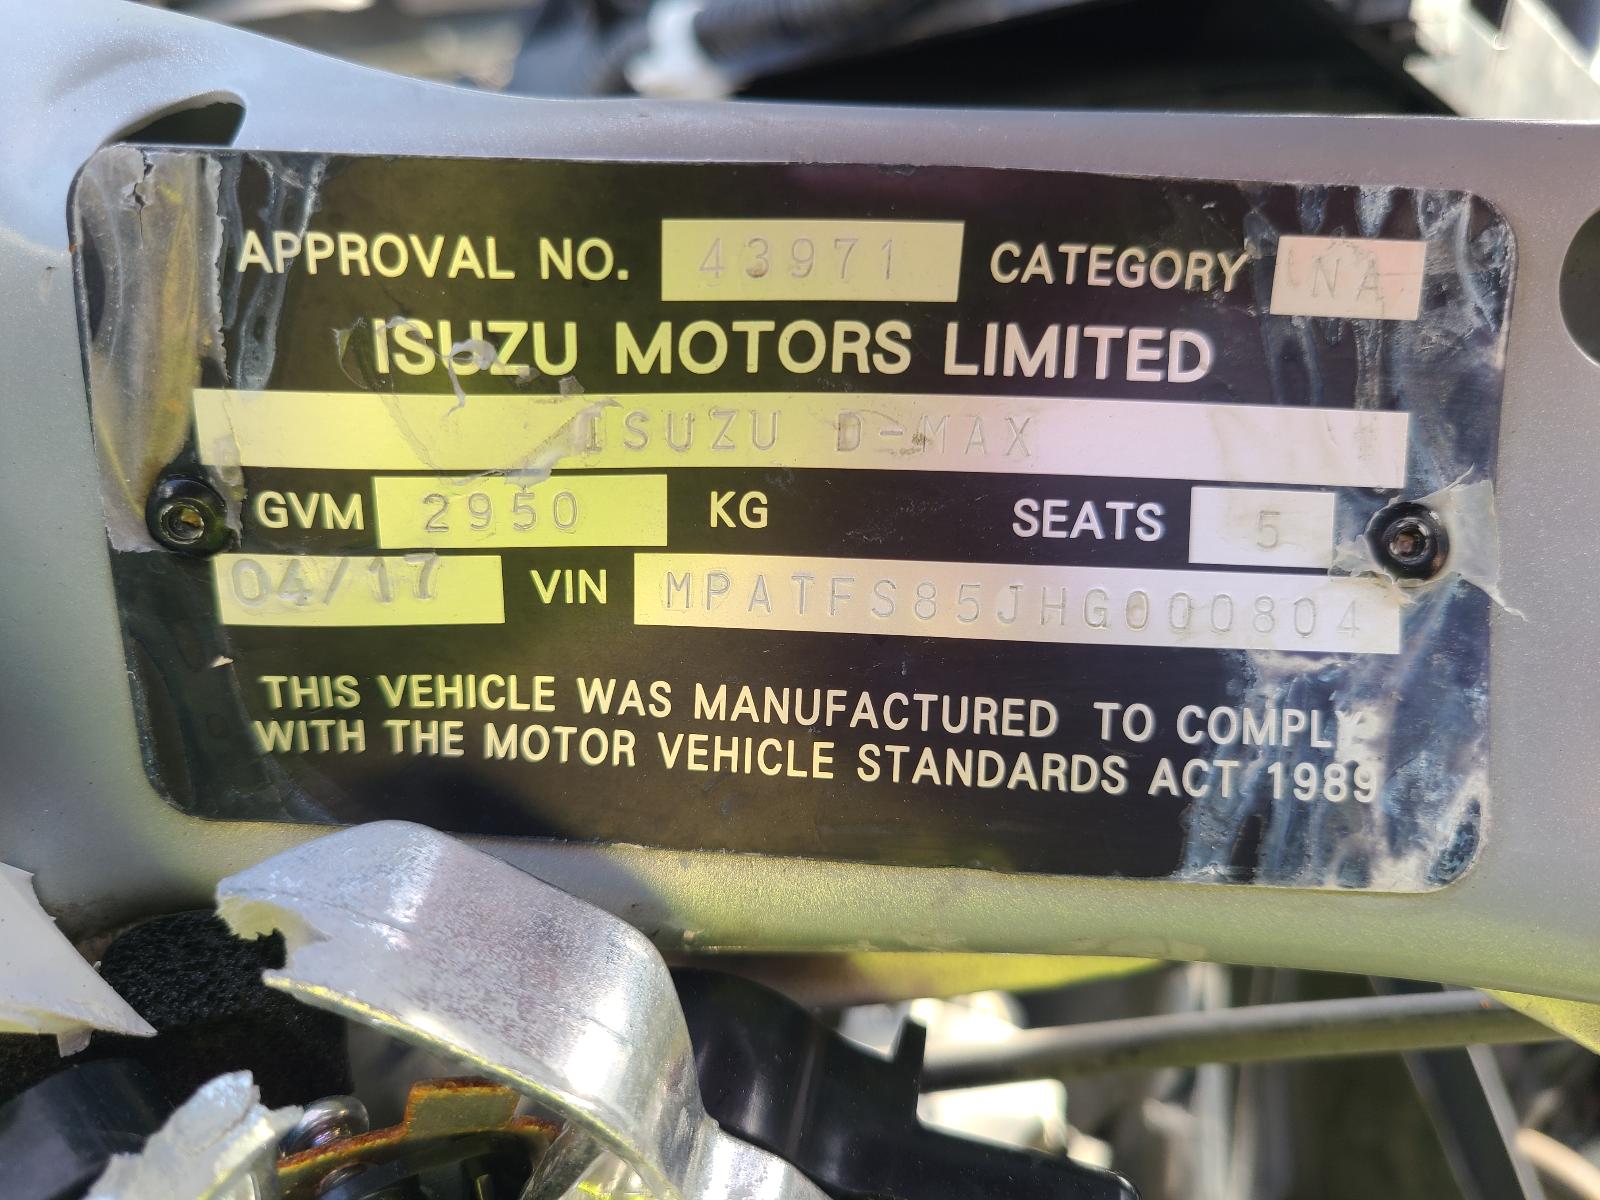 APPROVAL NO. 43971 CATEGORY NA
ISUZU MOTORS LIMITED
ISUZU D-MAX
GVM 2950 KG SEATS 5
04/17 VIN MPATFS85JHG000804
THIS VEHICLE WAS MANUFACTURED TO COMPLY
WITH THE MOTOR VEHICLE STANDARDS ACT 1989